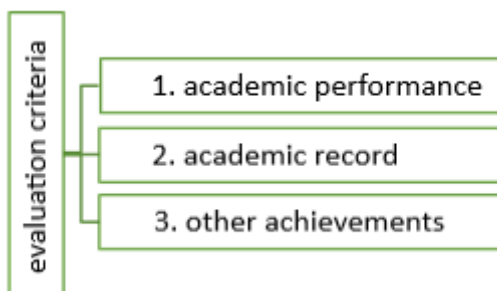 evaluation criteria
1. academic performance
2. academic record
3. other achievements